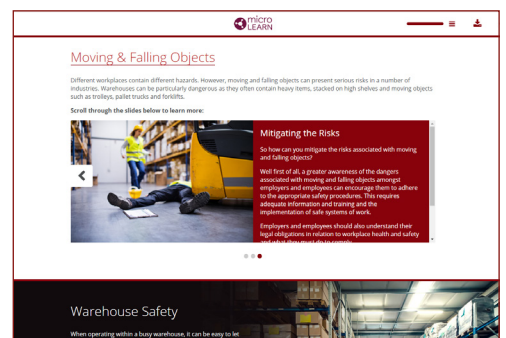 micro
LEARN
Moving & Falling Objects
Different workplaces contain different hazards. However, moving and falling objects can present serious risks in a number of
industries. Warehouses can be particularly dangerous as they often contain heavy items, stacked on high shelves and moving objects
such as trolleys, pallet trucks and forklifts.
Scroll through the slides below to learn more:
Mitigating the Risks
So how can you mitigate the risks associated with moving
and falling objects?
Well first of all, a greater awareness of the dangers
associated with moving and falling objects amongst
employers and employees can encourage them to adhere
to the appropriate safety procedures. This requires
adequate information and training and the
implementation of safe systems of work.
Employers and employees should also understand their
legal obligations in relation to workplace health and safety
and what they must do to comply.
Warehouse Safety
When operating within a busy warehouse, it can be easy to let